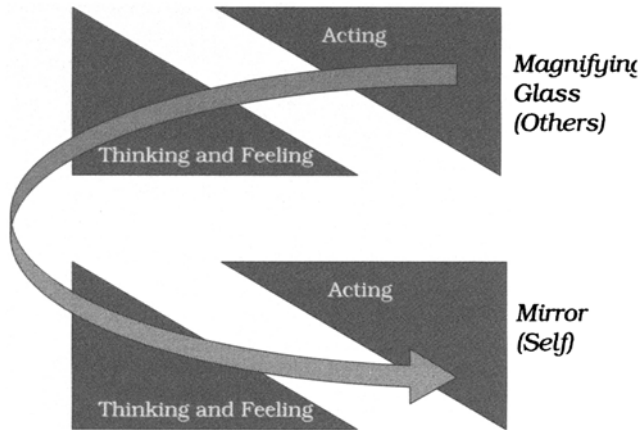 Acting
Magnifying
Glass
(Others)
Thinking and Feeling
Acting
Mirror
(Self)
Thinking and Feeling